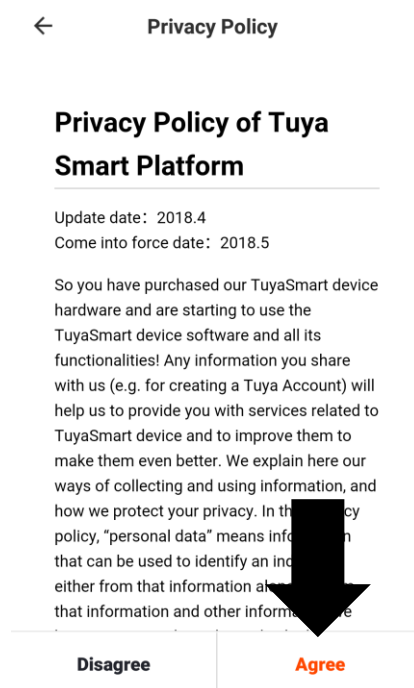 Privacy Policy
Privacy Policy of Tuya
Smart Platform
Update date：2018.4
Come into force date：2018.5
So you have purchased our TuyaSmart device
hardware and are starting to use the
TuyaSmart device software and all its
functionalities! Any information you share
with us (e.g. for creating a Tuya Account) will
help us to provide you with services related to
TuyaSmart device and to improve them to
make them even better. We explain here our
ways of collecting and using information, and
how we protect your privacy. In
policy, “personal data” means
that can be used to identify an
either from that information
that information and other
Disagree
Agree